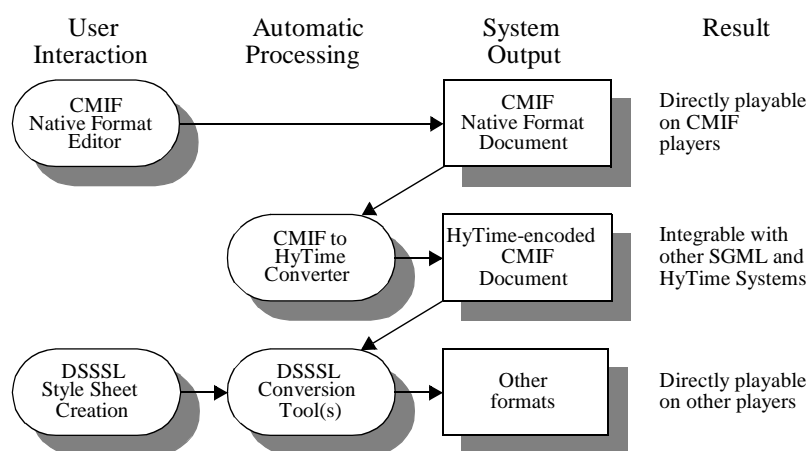 User
Interaction
Automatic
Processing
System
Output
Result
CMIF
Native Format
Editor
CMIF
Native Format
Document
Directly playable
on CMIF
players
CMIF to
HyTime
Converter
HyTime-encoded
CMIF
Document
Integrable with
other SGML and
HyTime Systems
DSSSL
Style Sheet
Creation
DSSSL
Conversion
Tool(s)
Other
formats
Directly playable
on other players